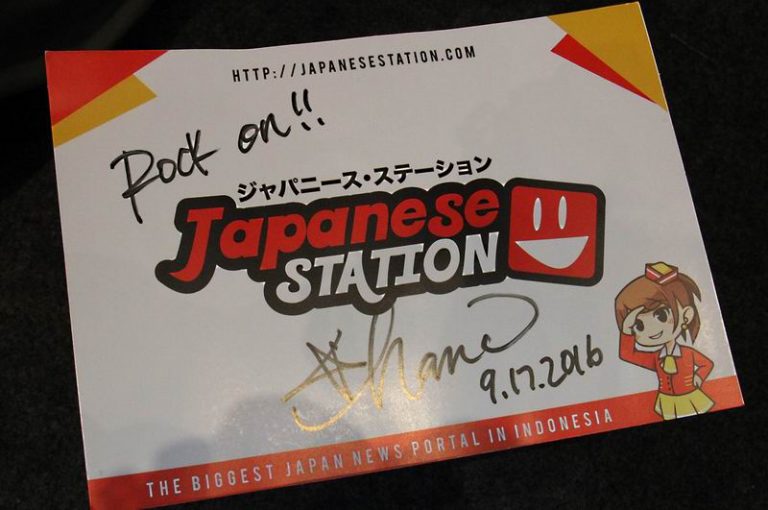 HTTP://JAPANESESTATION.COM
Rock on!!
ジャパニース・ステーション
Japanese
STATION
Shane
9.17.2016
THE BIGGEST JAPAN NEWS PORTAL IN INDONESIA